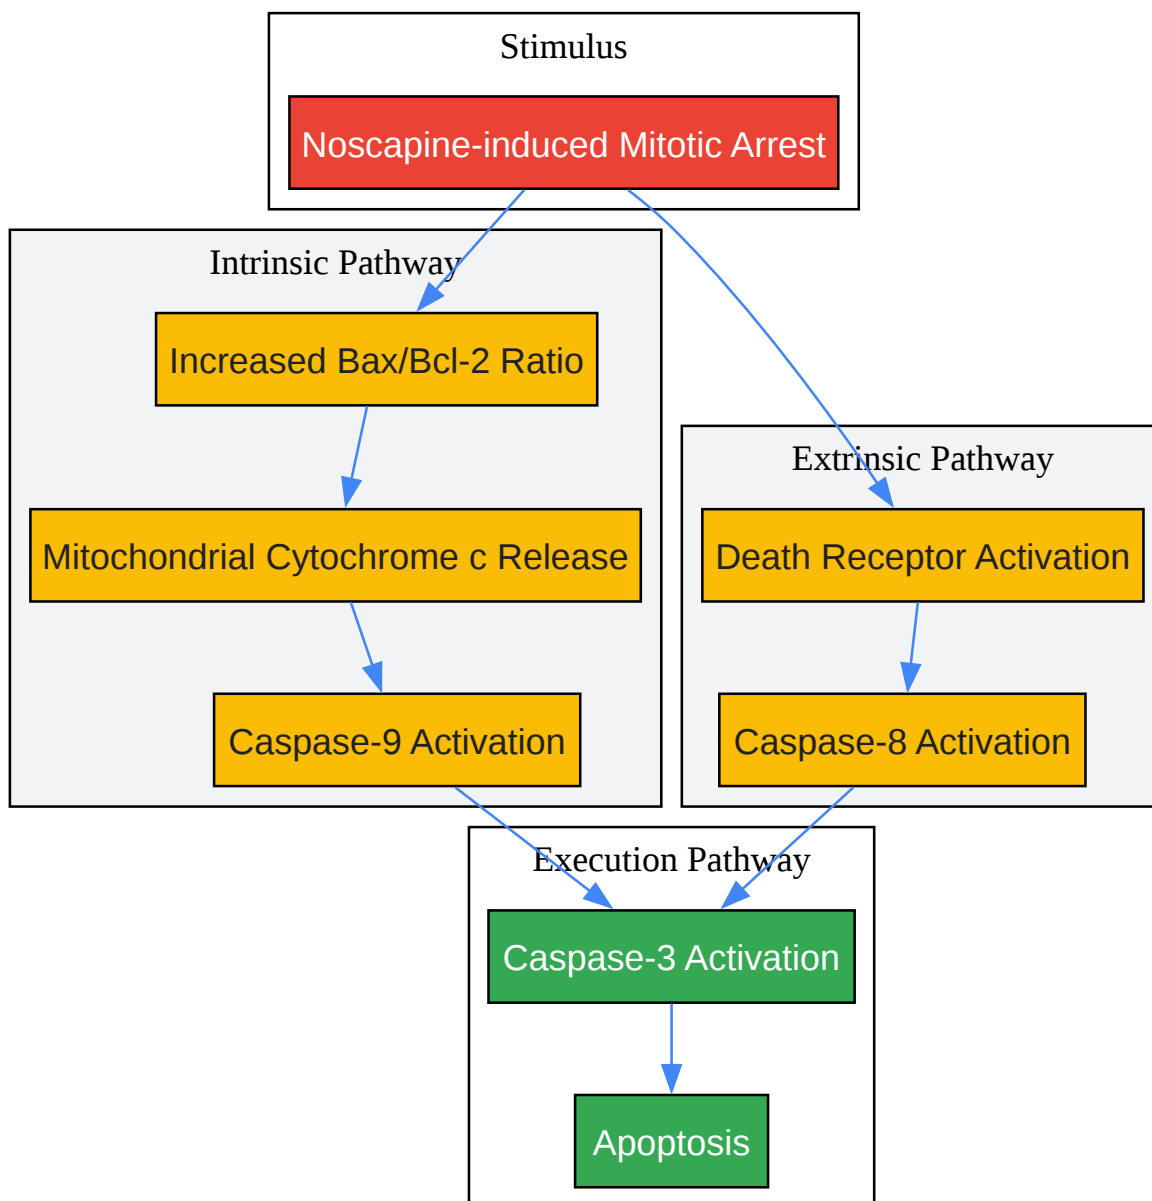 Stimulus
Noscapine-induced Mitotic Arrest
Intrinsic Pathway
Increased Bax/Bcl-2 Ratio
Mitochondrial Cytochrome c Release
Caspase-9 Activation
Extrinsic Pathway
Death Receptor Activation
Caspase-8 Activation
Execution Pathway
Caspase-3 Activation
Apoptosis